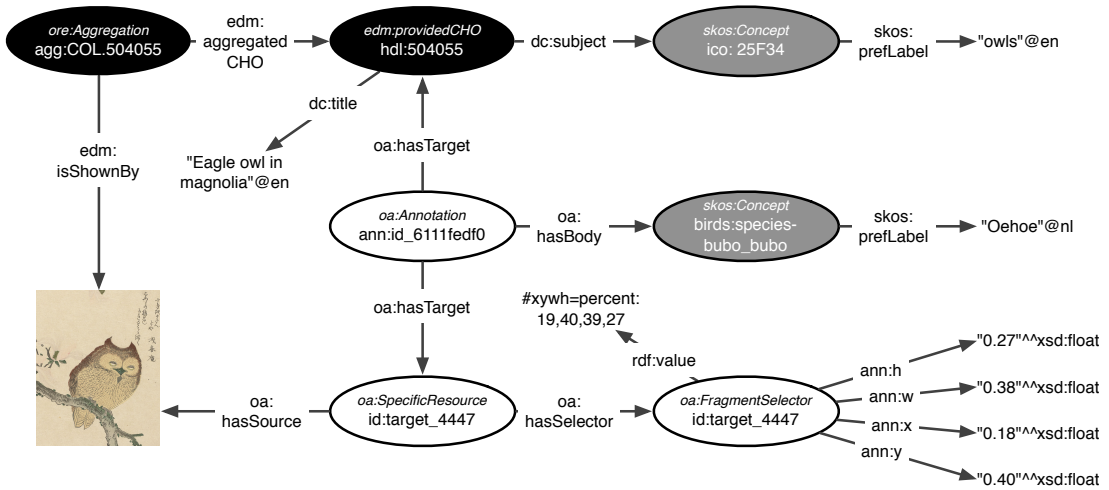 ore:Aggregation
agg:COL.504055
edm:
aggregated
CHO
edm:providedCHO
hdl:504055
dc:subject
skos:Concept
ico: 25F34
skos:
prefLabel
"owls"@en
dc:title
"Eagle owl in
magnolia"@en
edm:
isShownBy
oa:hasTarget
oa:Annotation
ann:id_6111fedf0
oa:
hasBody
skos:Concept
birds:species-
bubo_bubo
skos:
prefLabel
"Oehoe"@nl
oa:hasTarget
#xywh=percent:
19,40,39,27
rdf:value
oa:
hasSource
oa:SpecificResource
id:target_4447
oa:
hasSelector
oa:FragmentSelector
id:target_4447
ann:h
"0.27"^^xsd:float
ann:w
"0.38"^^xsd:float
ann:x
"0.18"^^xsd:float
ann:y
"0.40"^^xsd:float